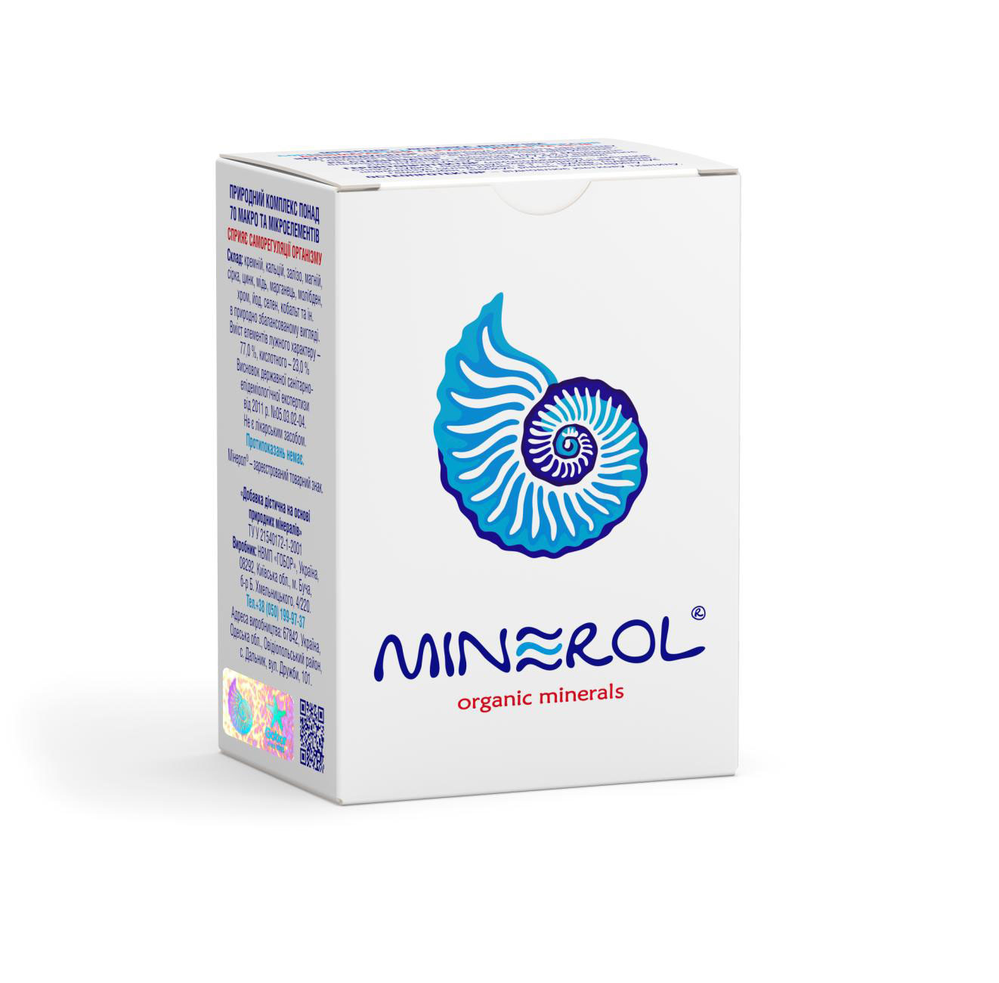 ОСТЕОПРОТЕКТОР –
ПРИРОДНИЙ КОМПЛЕКС ПОНАД
70 МАКРО ТА МІКРОЕЛЕМЕНТІВ
СПРИЯЄ САМОРЕГУЛЯЦІЇ ОРГАНІЗМУ
Склад: кремній, кальцій, залізо, магній,
сірка, цинк, мідь, марганець, молібден,
хром, йод, селен, кобальт та ін.
в природно збалансованому вигляді.
Вміст елементів лужного характеру –
77,0 %, кислотного – 23,0 %
Висновок державної санітарно-
епідеміологічної експертизи
від 2011 р. №05.03.02-04.
Не є лікарським засобом.
Протипоказань немає.
Мінерол® – зареєстрований товарний знак.
«Добавка дієтична на основі
природних мінералів»
ТУ У 21540172-1-2001
Виробник: НВМП «ГОБОР», Україна,
08292, Київська обл., м. Буча,
б-р Б. Хмельницького, 4/220.
Тел.+38 (050) 199-97-37
Адреса виробництва: 67842, Україна,
Одеська обл., Овідіопольський район,
с. Дальник, вул. Дружби, 101.
MINEROL®
organic minerals